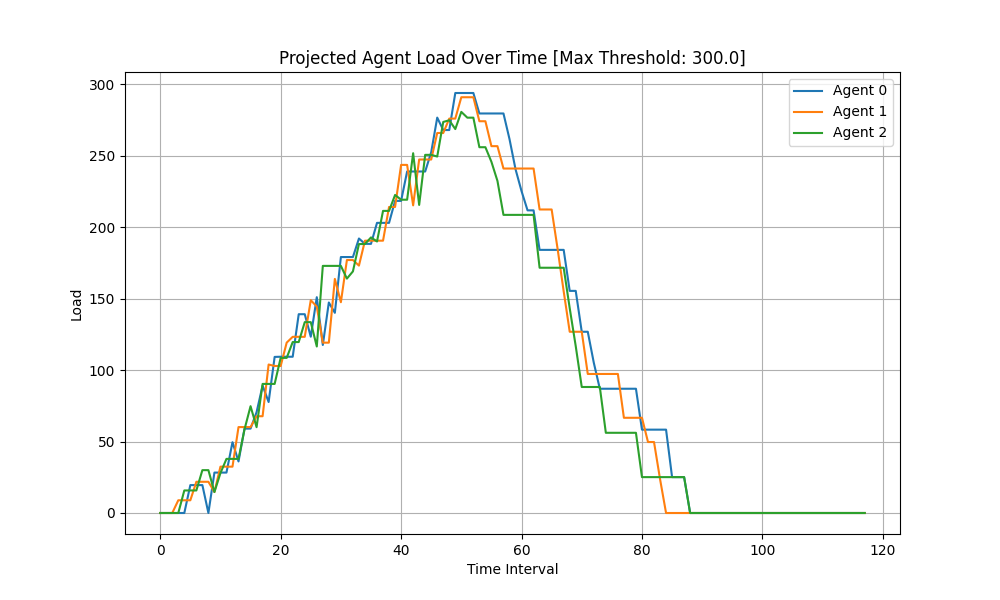 Projected Agent Load Over Time [Max Threshold: 300.0]
300
250
200
150
100
50
0
Load
Agent 0
Agent 1
Agent 2
0 20 40 60 80 100 120
Time Interval